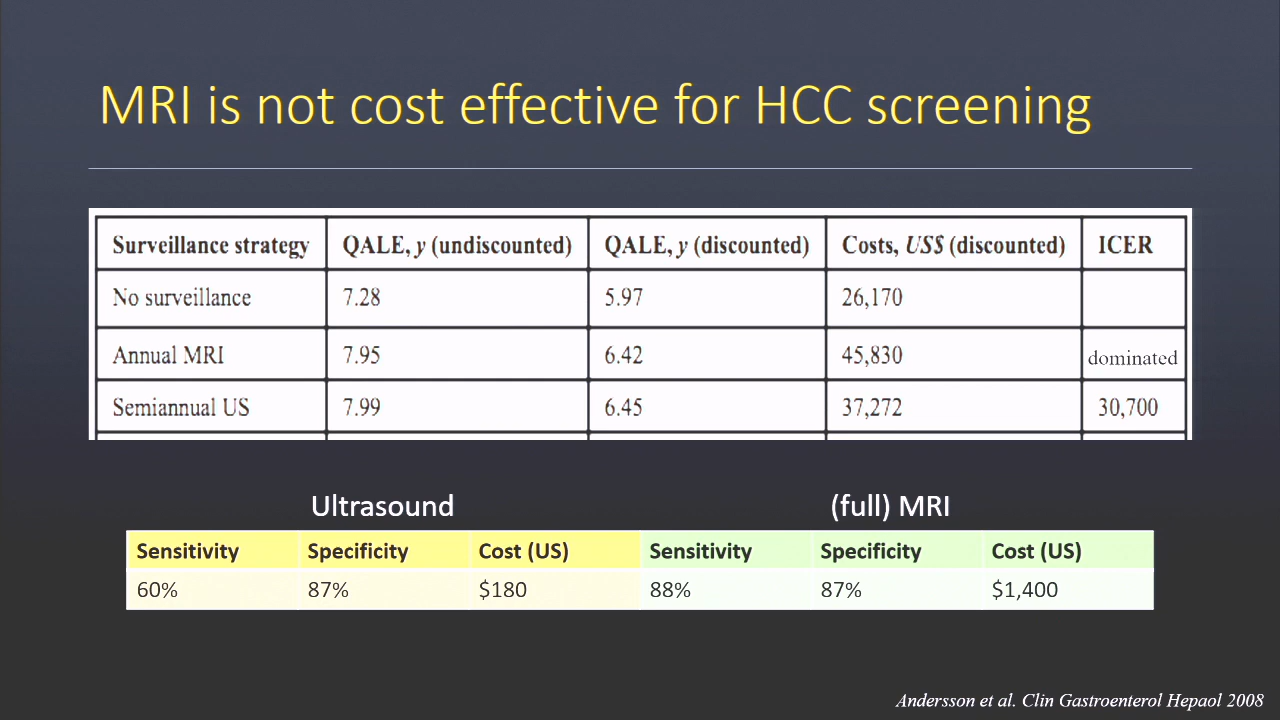 MRI is not cost effective for HCC screening
Surveillance strategy QALE, y (undiscounted) QALE, y (discounted) Costs, US$ (discounted) ICER
No surveillance 7.28 5.97 26,170
Annual MRI 7.95 6.42 45,830 dominated
Semiannual US 7.99 6.45 37,272 30,700
Ultrasound (full) MRI
Sensitivity Specificity Cost (US) Sensitivity Specificity Cost (US)
60% 87% $180 88% 87% $1,400
Andersson et al. Clin Gastroenterol Hepaol 2008